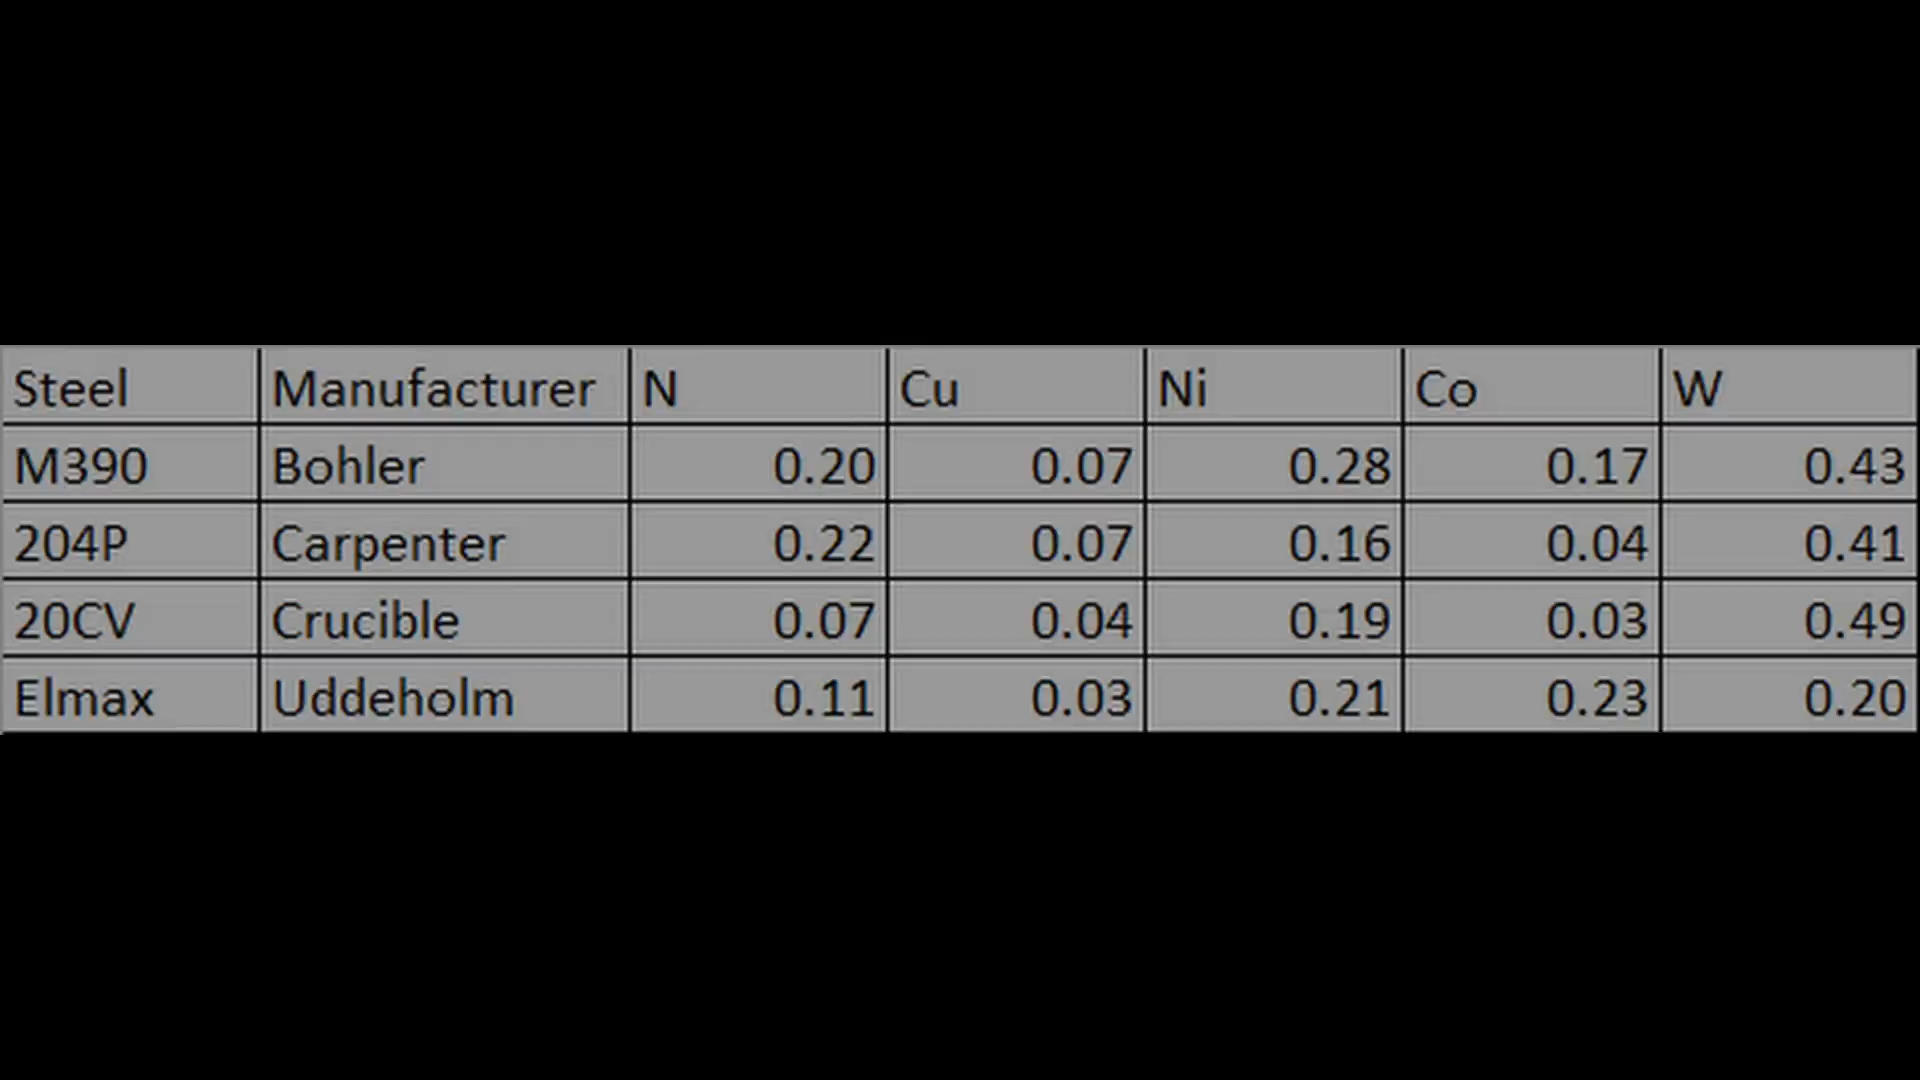 Steel Manufacturer N Cu Ni Co W
M390 Bohler 0.20 0.07 0.28 0.17 0.43
204P Carpenter 0.22 0.07 0.16 0.04 0.41
20CV Crucible 0.07 0.04 0.19 0.03 0.49
Elmax Uddeholm 0.11 0.03 0.21 0.23 0.20